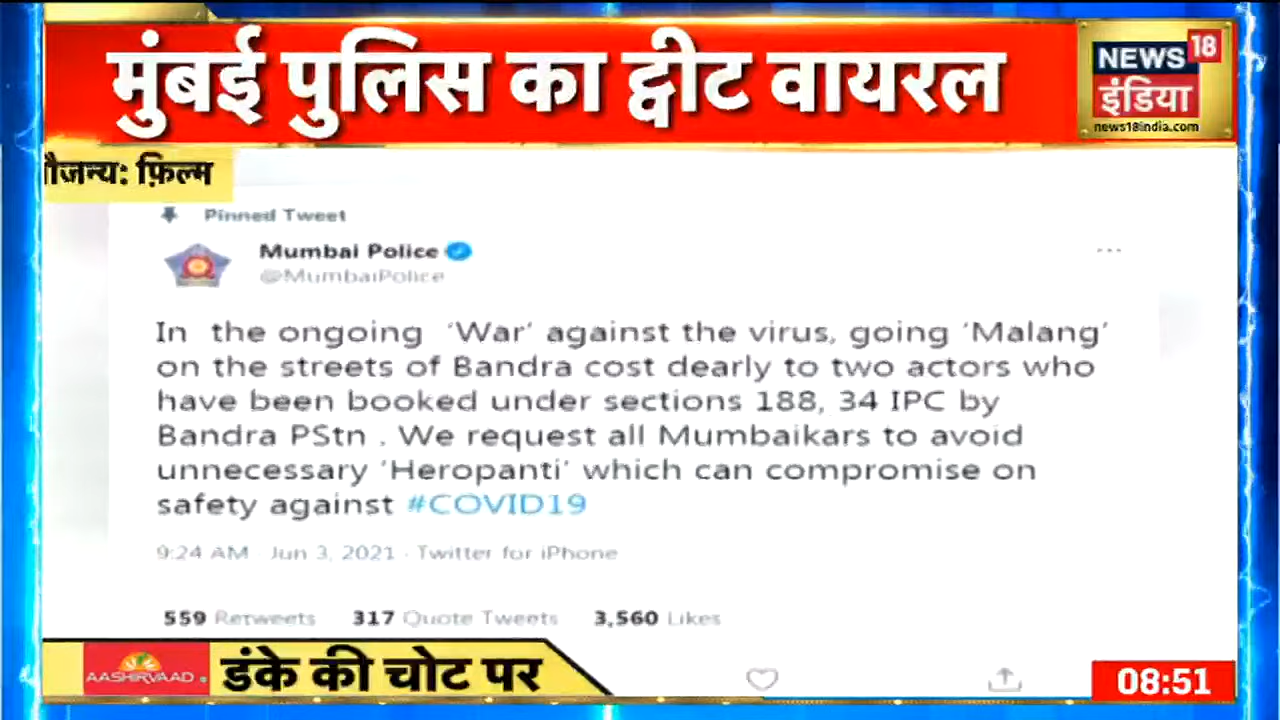 मुंबई पुलिस का ट्वीट वायरल
NEWS 18
इंडिया
news18india.com
फ़िल्म
Pinned Tweet
Mumbai Police
@MumbaiPolice
In the ongoing ‘War’ against the virus, going ‘Malang’
on the streets of Bandra cost dearly to two actors who
have been booked under sections 188, 34 IPC by
Bandra PStn . We request all Mumbaikars to avoid
unnecessary ‘Heropanti’ which can compromise on
safety against #COVID19
9:24 AM Jun 3, 2021 · Twitter for iPhone
559 Retweets 317 Quote Tweets 3,560 Likes
AASHIRVAAD
डंके की चोट पर
08:51